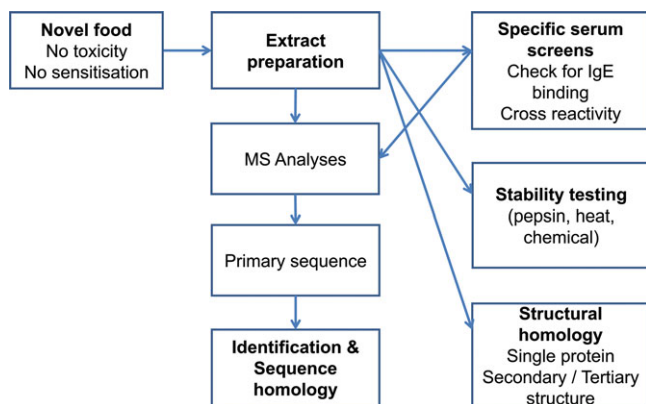 Novel food
No toxicity
No sensitisation
Extract
preparation
Specific serum
screens
Check for IgE
binding
Cross reactivity
MS Analyses
Stability testing
(pepsin, heat,
chemical)
Primary sequence
Identification &
Sequence
homology
Structural
homology
Single protein
Secondary / Tertiary
structure